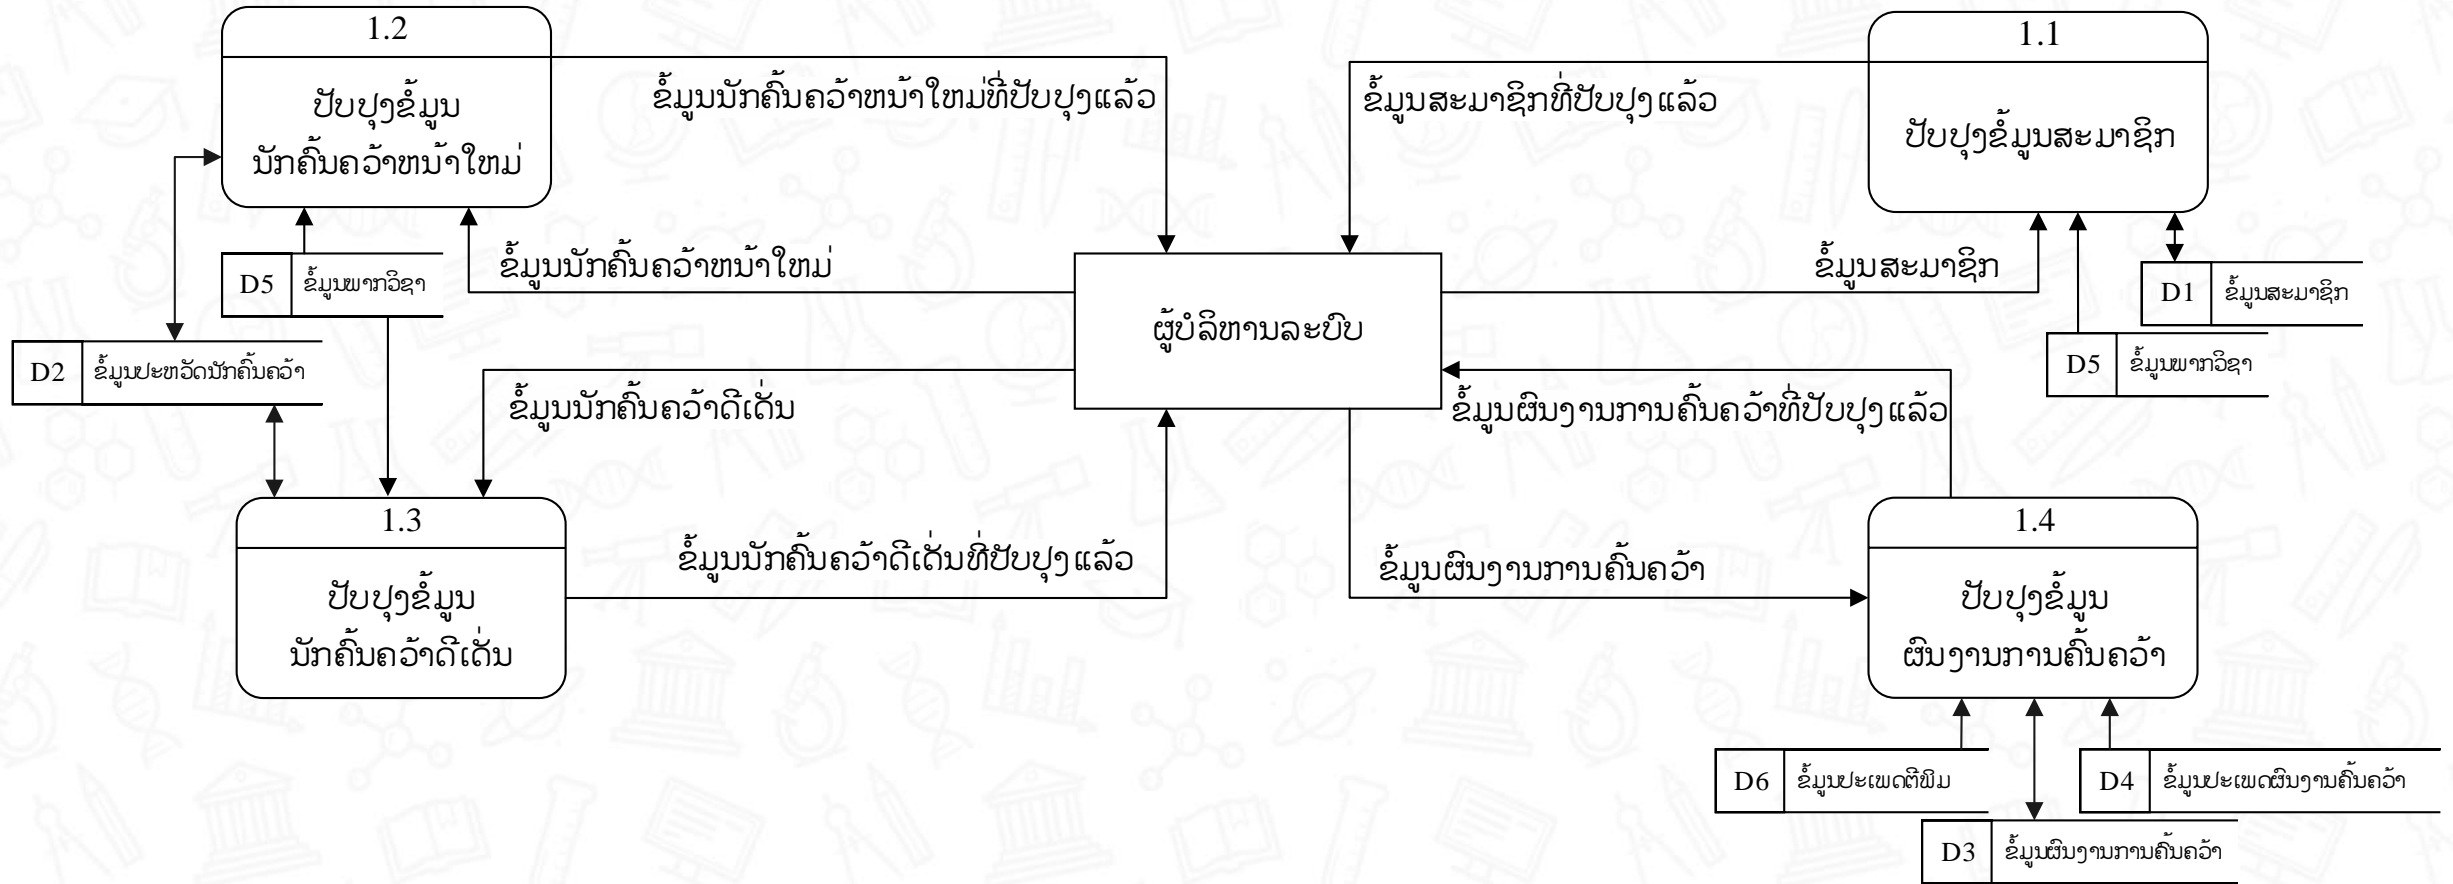 1.2
ປັບປຸງຂໍ້ມູນ
ນັກຄົ້ນຄວ້າຫນ້າໃຫມ່
ຂໍ້ມູນນັກຄົ້ນຄວ້າຫນ້າໃຫມ່ທີ່ປັບປຸງແລ້ວ
ຂໍ້ມູນສະມາຊິກທີ່ປັບປຸງແລ້ວ
1.1
ປັບປຸງຂໍ້ມູນສະມາຊິກ
D5 ຂໍ້ມູນພາກວິຊາ
ຂໍ້ມູນນັກຄົ້ນຄວ້າຫນ້າໃຫມ່
ຂໍ້ມູນສະມາຊິກ
D1 ຂໍ້ມູນສະມາຊິກ
ຜູ້ບໍລິຫານລະບົບ
D2 ຂໍ້ມູນປະຫວັດນັກຄົ້ນຄວ້າ
D5 ຂໍ້ມູນພາກວິຊາ
ຂໍ້ມູນນັກຄົ້ນຄວ້າດີເດັ່ນ
ຂໍ້ມູນຜົນງານການຄົ້ນຄວ້າທີ່ປັບປຸງແລ້ວ
1.3
ປັບປຸງຂໍ້ມູນ
ນັກຄົ້ນຄວ້າດີເດັ່ນ
ຂໍ້ມູນນັກຄົ້ນຄວ້າດີເດັ່ນທີ່ປັບປຸງແລ້ວ
ຂໍ້ມູນຜົນງານການຄົ້ນຄວ້າ
1.4
ປັບປຸງຂໍ້ມູນ
ຜົນງານການຄົ້ນຄວ້າ
D6 ຂໍ້ມູນປະເພດຕີພິມ
D4 ຂໍ້ມູນປະເພດຜົນງານຄົ້ນຄວ້າ
D3 ຂໍ້ມູນຜົນງານການຄົ້ນຄວ້າ